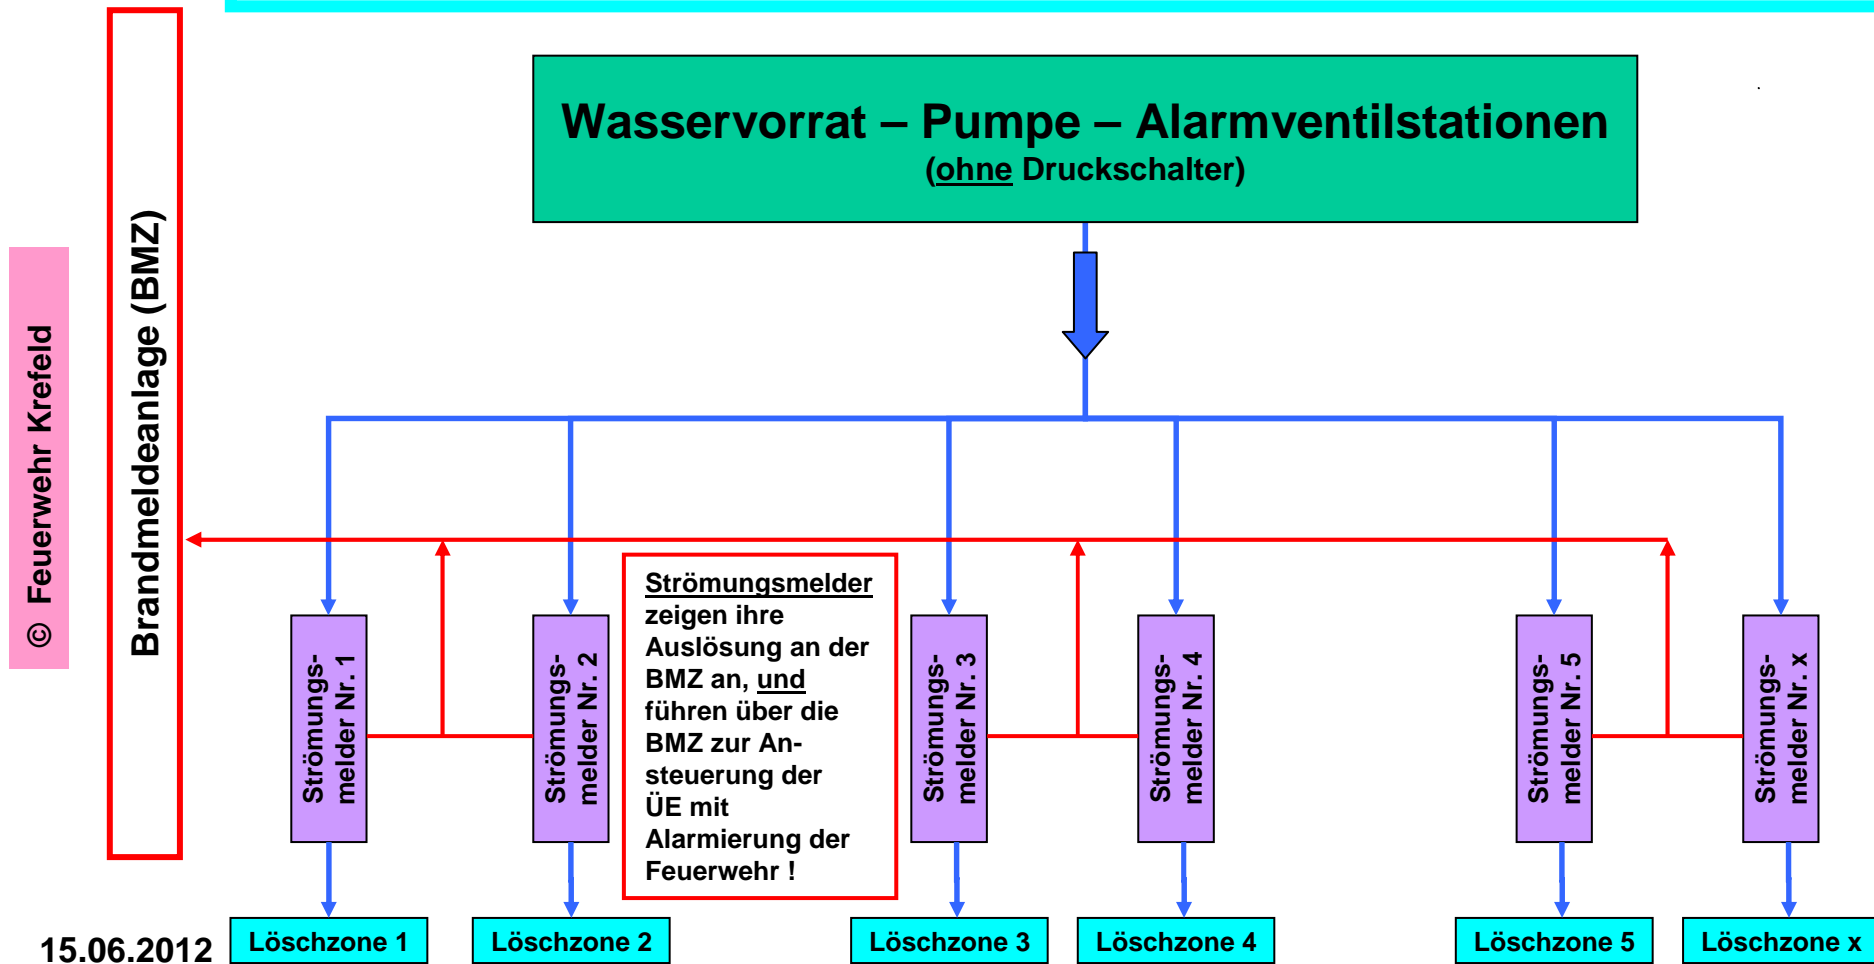 Wasservorrat – Pumpe – Alarmventilstationen
(ohne Druckschalter)
Brandmeldeanlage (BMZ)
© Feuerwehr Krefeld
Strömungs-
melder Nr. 1
Strömungs-
melder Nr. 2
Strömungsmelder
zeigen ihre
Auslösung an der
BMZ an, und
führen über die
BMZ zur An-
steuerung der
ÜE mit
Alarmierung der
Feuerwehr !
Strömungs-
melder Nr. 3
Strömungs-
melder Nr. 4
Strömungs-
melder Nr. 5
Strömungs-
melder Nr. x
15.06.2012
Löschzone 1
Löschzone 2
Löschzone 3
Löschzone 4
Löschzone 5
Löschzone x